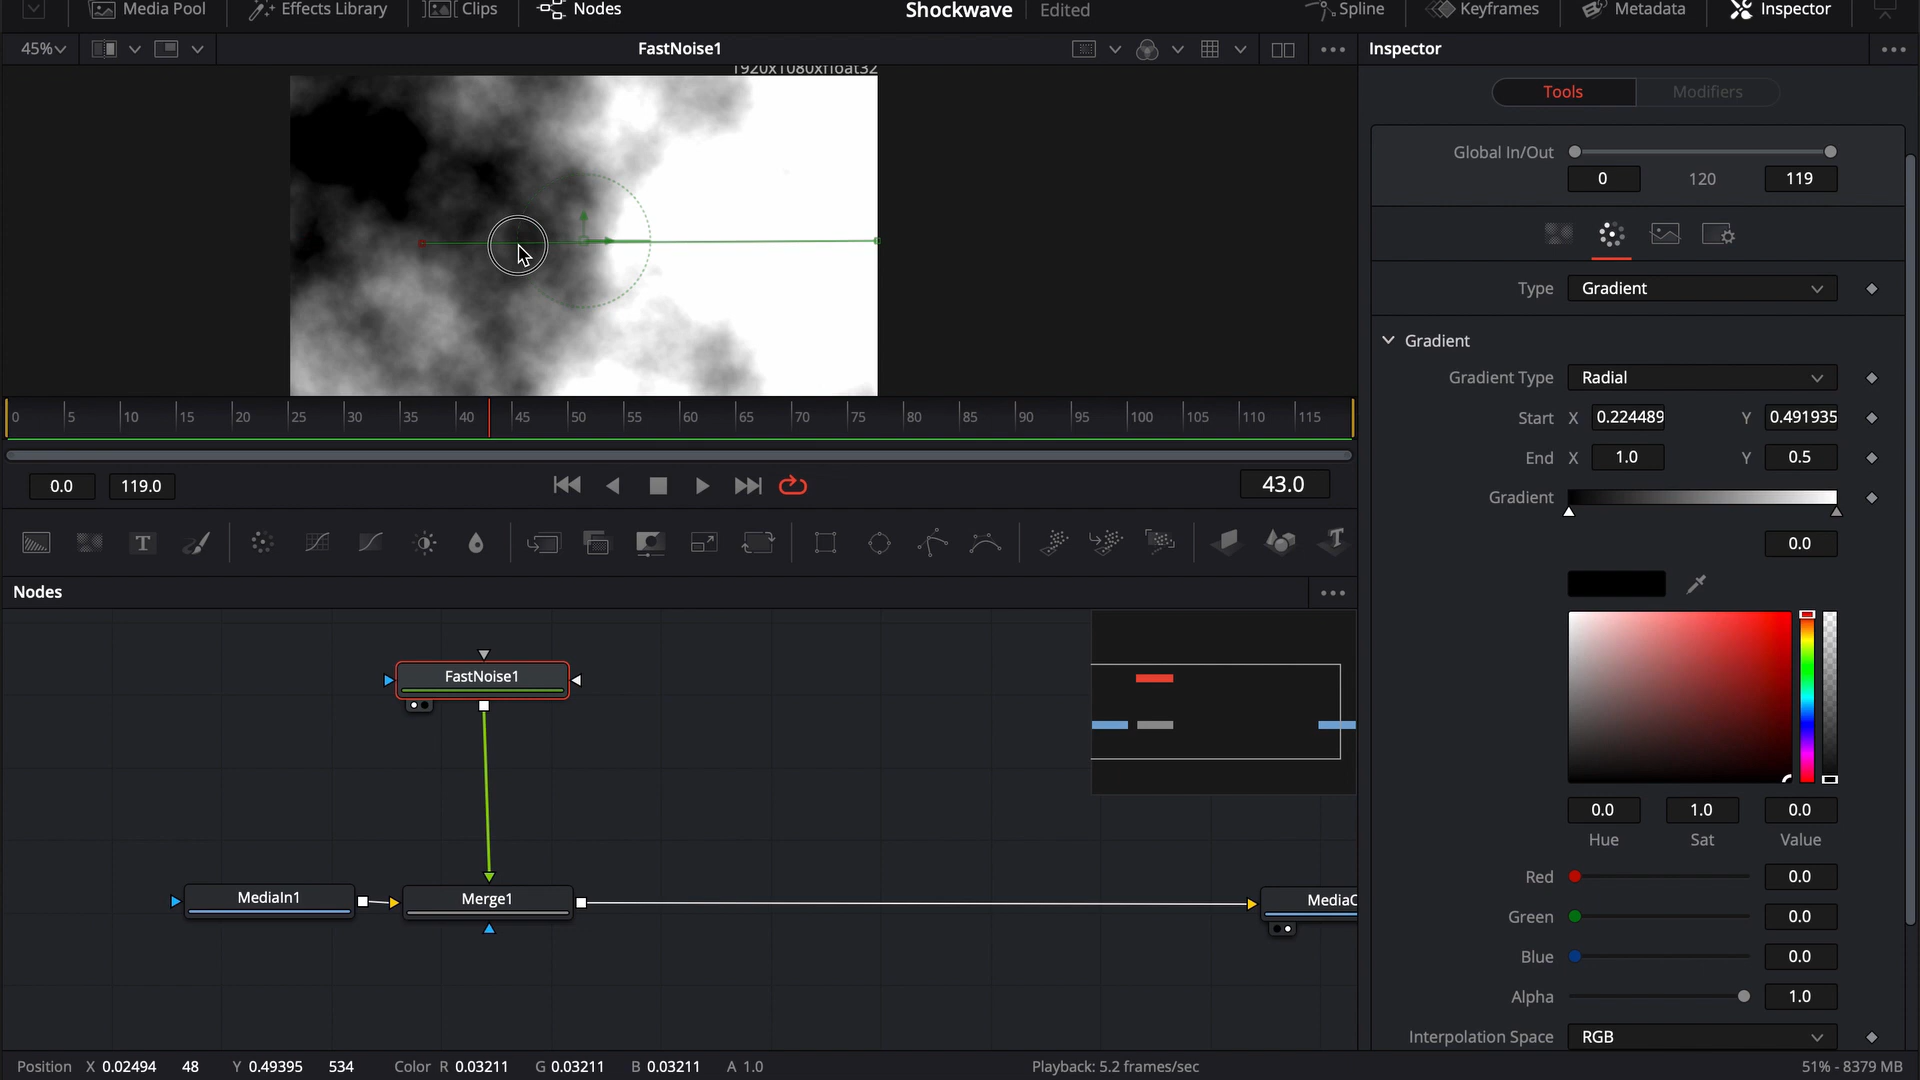 Media Pool Effects Library Clips Nodes Shockwave Edited Spline Keyframes Metadata Inspector
45% FastNoise1 Inspector
1920x1080xfloat32
Tools Modifiers
Global In/Out
0 120 119
Type Gradient
Gradient
Gradient Type Radial
Start X 0.224489 Y 0.491935
End X 1.0 Y 0.5
Gradient
0.0
0 5 10 15 20 25 30 35 40 45 50 55 60 65 70 75 80 85 90 95 100 105 110 115
0.0 119.0 43.0
T T
Nodes
FastNoise1
MediaIn1 Merge1 MediaO
0.0 1.0 0.0
Hue Sat Value
Red 0.0
Green 0.0
Blue 0.0
Alpha 1.0
Interpolation Space RGB
Position X 0.02494 48 Y 0.49395 534 Color R 0.03211 G 0.03211 B 0.03211 A 1.0 Playback: 5.2 frames/sec 51% - 8379 MB